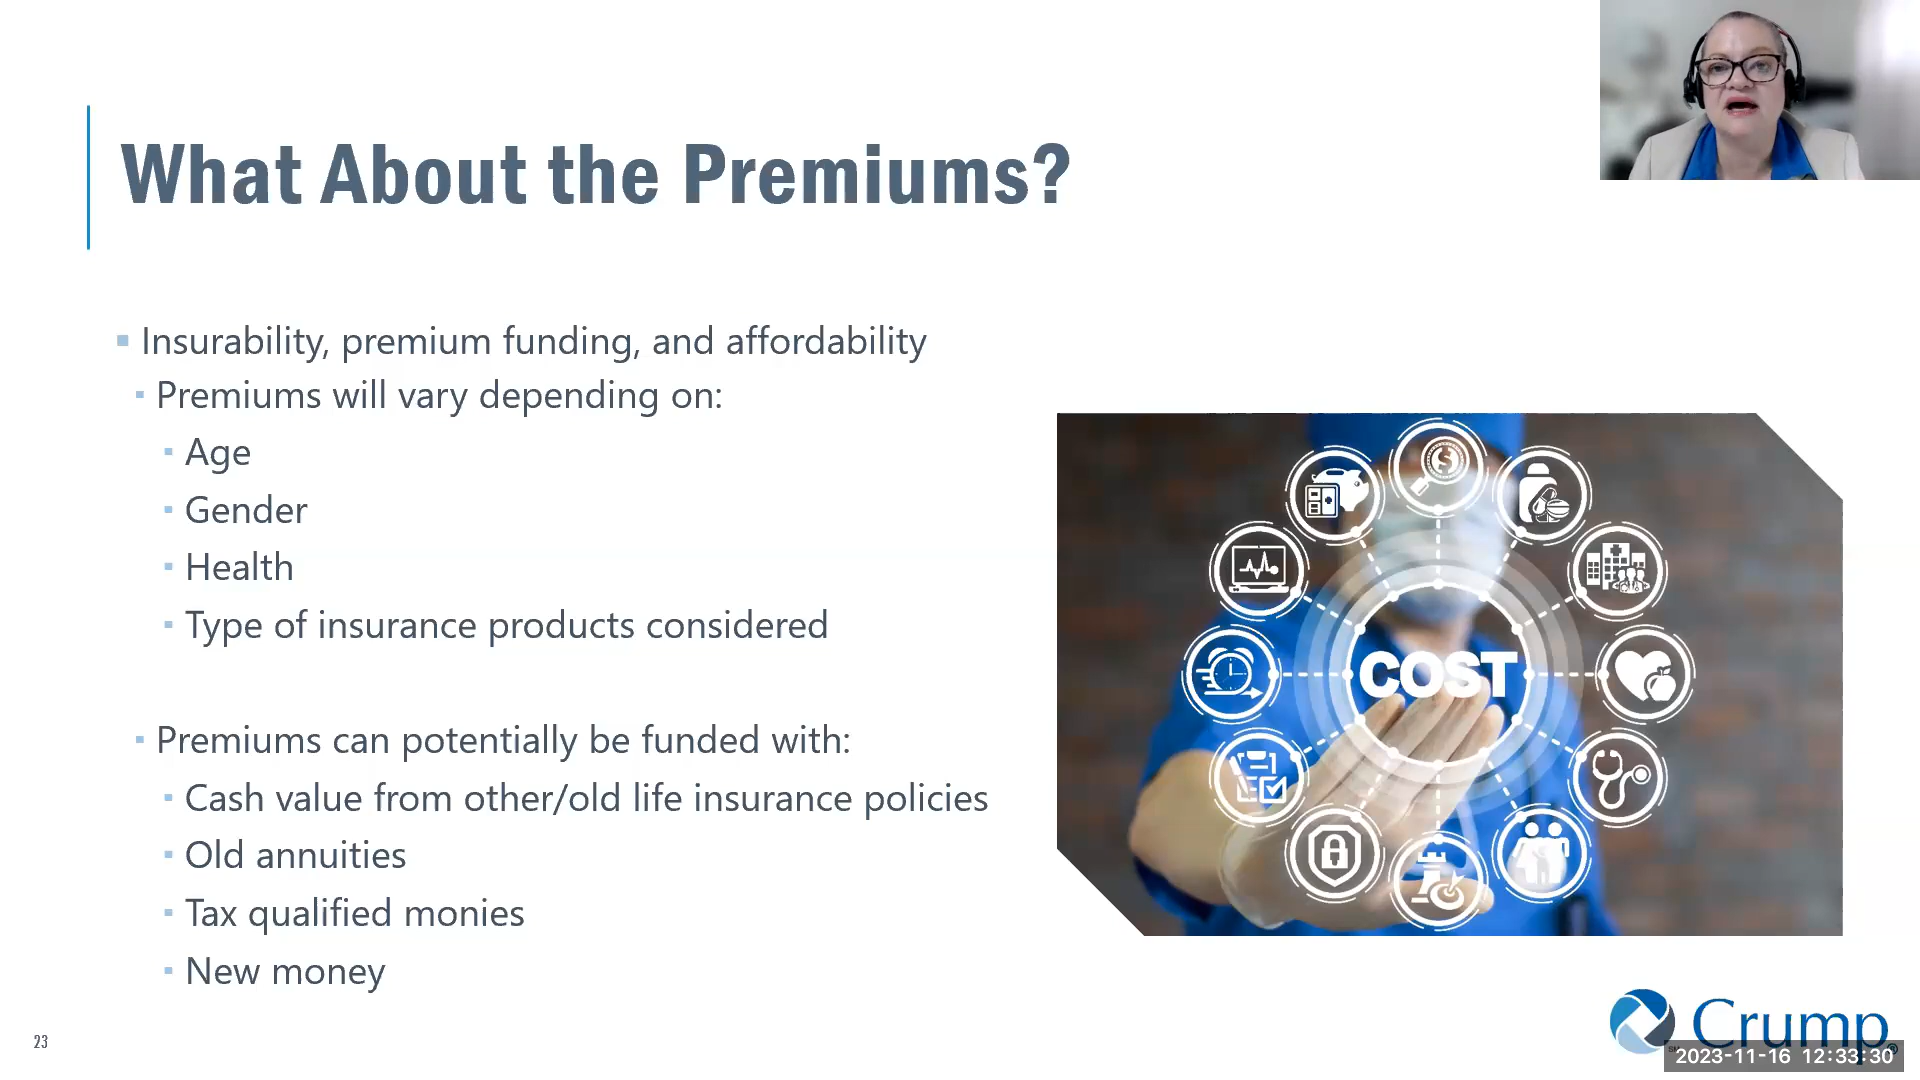 What About the Premiums?
Insurability, premium funding, and affordability
Premiums will vary depending on:
Age
Gender
Health
Type of insurance products considered
Premiums can potentially be funded with:
Cash value from other/old life insurance policies
Old annuities
Tax qualified monies
New money
COST
23
Crump
SM
®
2023-11-16 12:33:30